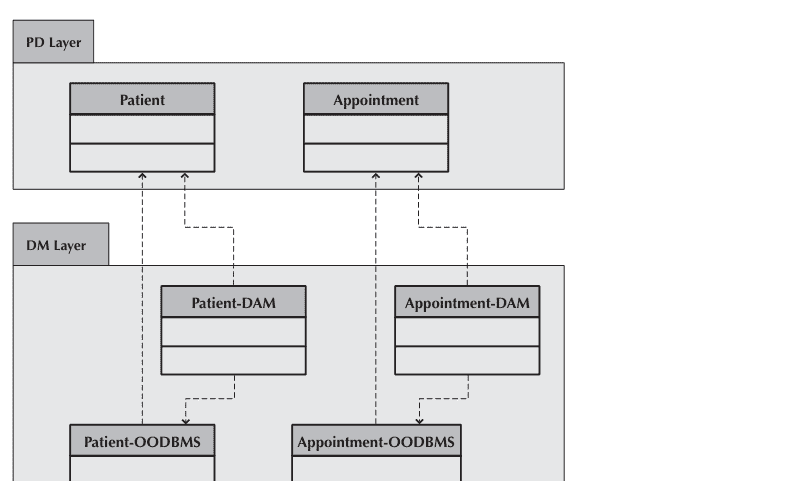 PD Layer
Patient
Appointment
DM Layer
Patient-DAM
Appointment-DAM
Patient-OODBMS
Appointment-OODBMS